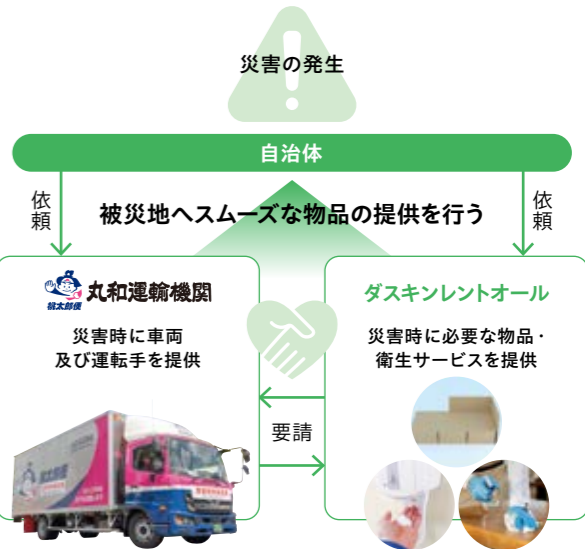 災害の発生
自治体
依頼
被災地へスムーズな物品の提供を行う
依頼
桃太郎便
丸和運輸機関
災害時に車両
及び運転手を提供
ダスキンレントオール
災害時に必要な物品・
衛生サービスを提供
要請
桃太郎便